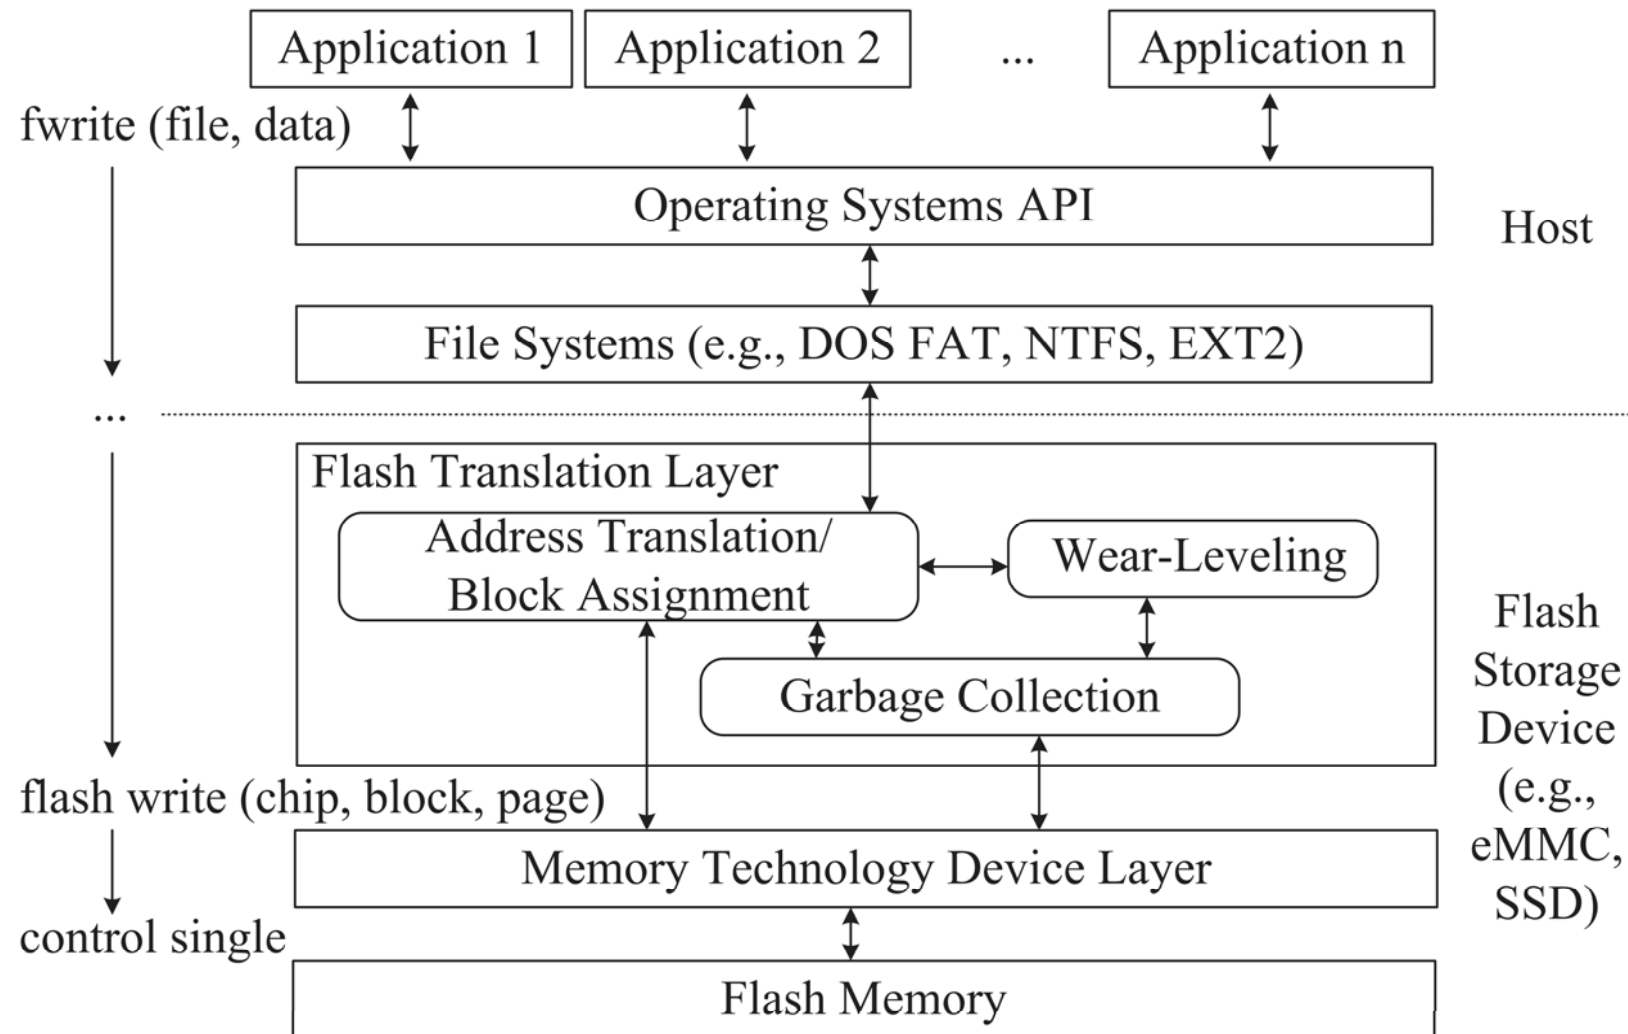 Application 1
Application 2
...
Application n
fwrite (file, data)
Operating Systems API
Host
File Systems (e.g., DOS FAT, NTFS, EXT2)
...
Flash Translation Layer
Address Translation/
Block Assignment
Wear-Leveling
Garbage Collection
Flash
Storage
Device
(e.g.,
eMMC,
SSD)
flash write (chip, block, page)
Memory Technology Device Layer
control single
Flash Memory